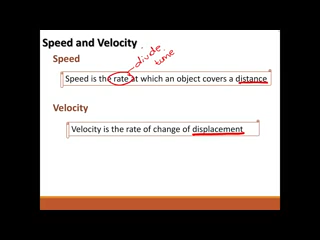 Speed and Velocity
divide
time
Speed
Speed is the rate at which an object covers a distance
Velocity
Velocity is the rate of change of displacement